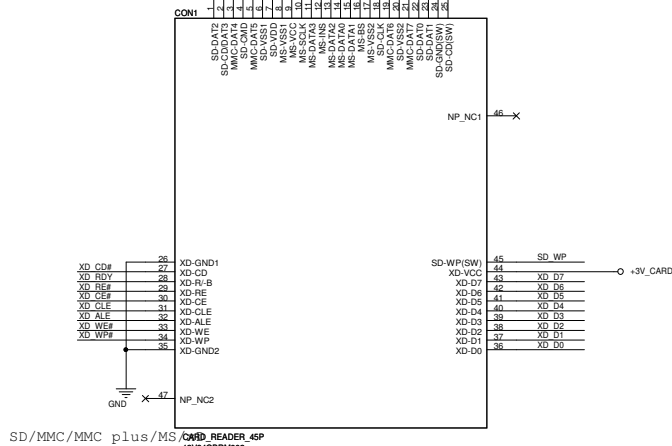 CON1
1
2
3
4
5
6
7
8
9
10
11
12
13
14
15
16
17
18
19
20
21
22
23
24
25
SD-DAT2
SD-CD/DAT3
MMC-DAT4
SD-CMD
MMC-DAT5
SD-VSS1
SD-VDD
MS-VSS1
MS-VCC
MS-SCLK
MS-DATA3
MS-INS
MS-DATA2
MS-DATA0
MS-DATA1
MS-BS
MS-VSS2
SD-CLK
MMC-DAT6
SD-VSS2
MMC-DAT7
SD-DAT0
SD-DAT1
SD-GND(SW)
SD-CD(SW)
NP_NC1 46
26 XD-GND1
XD_CD# 27 XD-CD
XD_RDY 28 XD-R/-B
XD_RE# 29 XD-RE
XD_CE# 30 XD-CE
XD_CLE 31 XD-CLE
XD_ALE 32 XD-ALE
XD_WE# 33 XD-WE
XD_WP# 34 XD-WP
35 XD-GND2
SD-WP(SW) 45 SD_WP
XD-VCC 44 +3V_CARD
XD-D7 43 XD_D7
XD-D6 42 XD_D6
XD-D5 41 XD_D5
XD-D4 40 XD_D4
XD-D3 39 XD_D3
XD-D2 38 XD_D2
XD-D1 37 XD_D1
XD-D0 36 XD_D0
GND
47 NP_NC2
SD/MMC/MMC plus/MS/
CARD_READER_45P